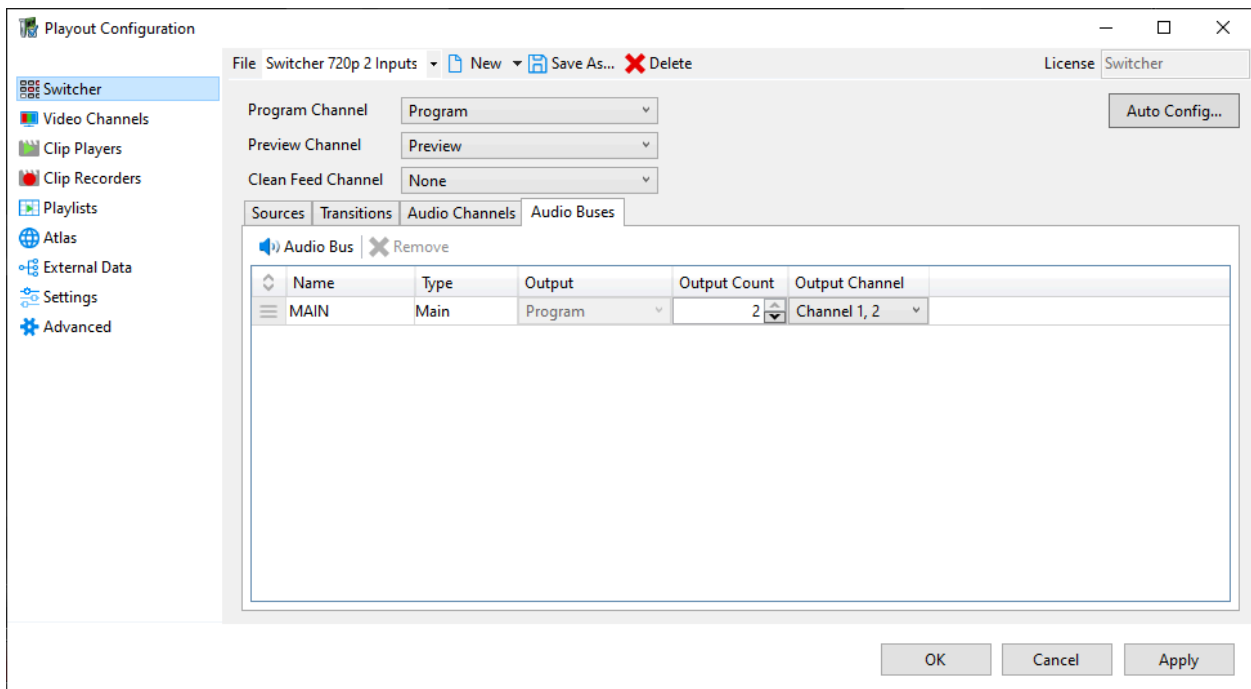 Playout Configuration
File Switcher 720p 2 Inputs New Save As... Delete License Switcher
Switcher
Video Channels
Clip Players
Clip Recorders
Playlists
Atlas
External Data
Settings
Advanced
Program Channel Program Auto Config...
Preview Channel Preview
Clean Feed Channel None
Sources Transitions Audio Channels Audio Buses
Audio Bus Remove
Name Type Output Output Count Output Channel
MAIN Main Program 2 Channel 1, 2
OK Cancel Apply